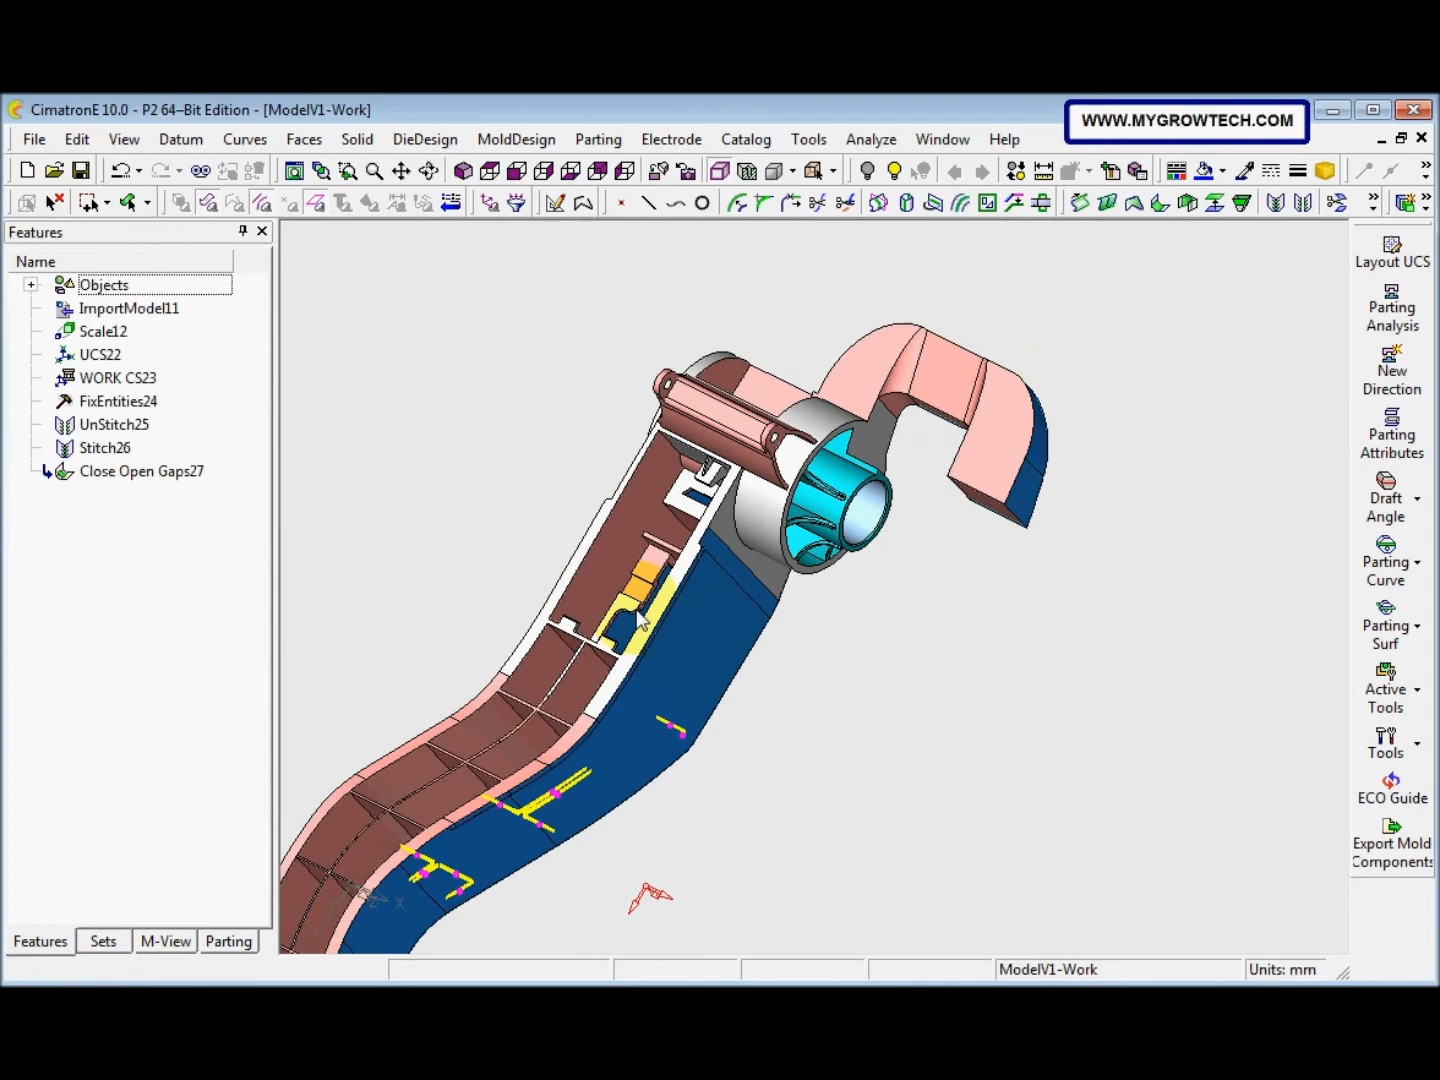 CimatronE 10.0 - P2 64–Bit Edition - [ModelV1-Work]
WWW.MYGROWTECH.COM
File Edit View Datum Curves Faces Solid DieDesign MoldDesign Parting Electrode Catalog Tools Analyze Window Help
Features
Name
Objects
ImportModel11
Scale12
UCS22
WORK CS23
FixEntities24
UnStitch25
Stitch26
Close Open Gaps27
Layout UCS
Parting
Analysis
New
Direction
Parting
Attributes
Draft
Angle
Parting
Curve
Parting
Surf
Active
Tools
Tools
ECO Guide
Export Mold
Component
Z X
Features Sets M-View Parting
ModelV1-Work
Units: mm